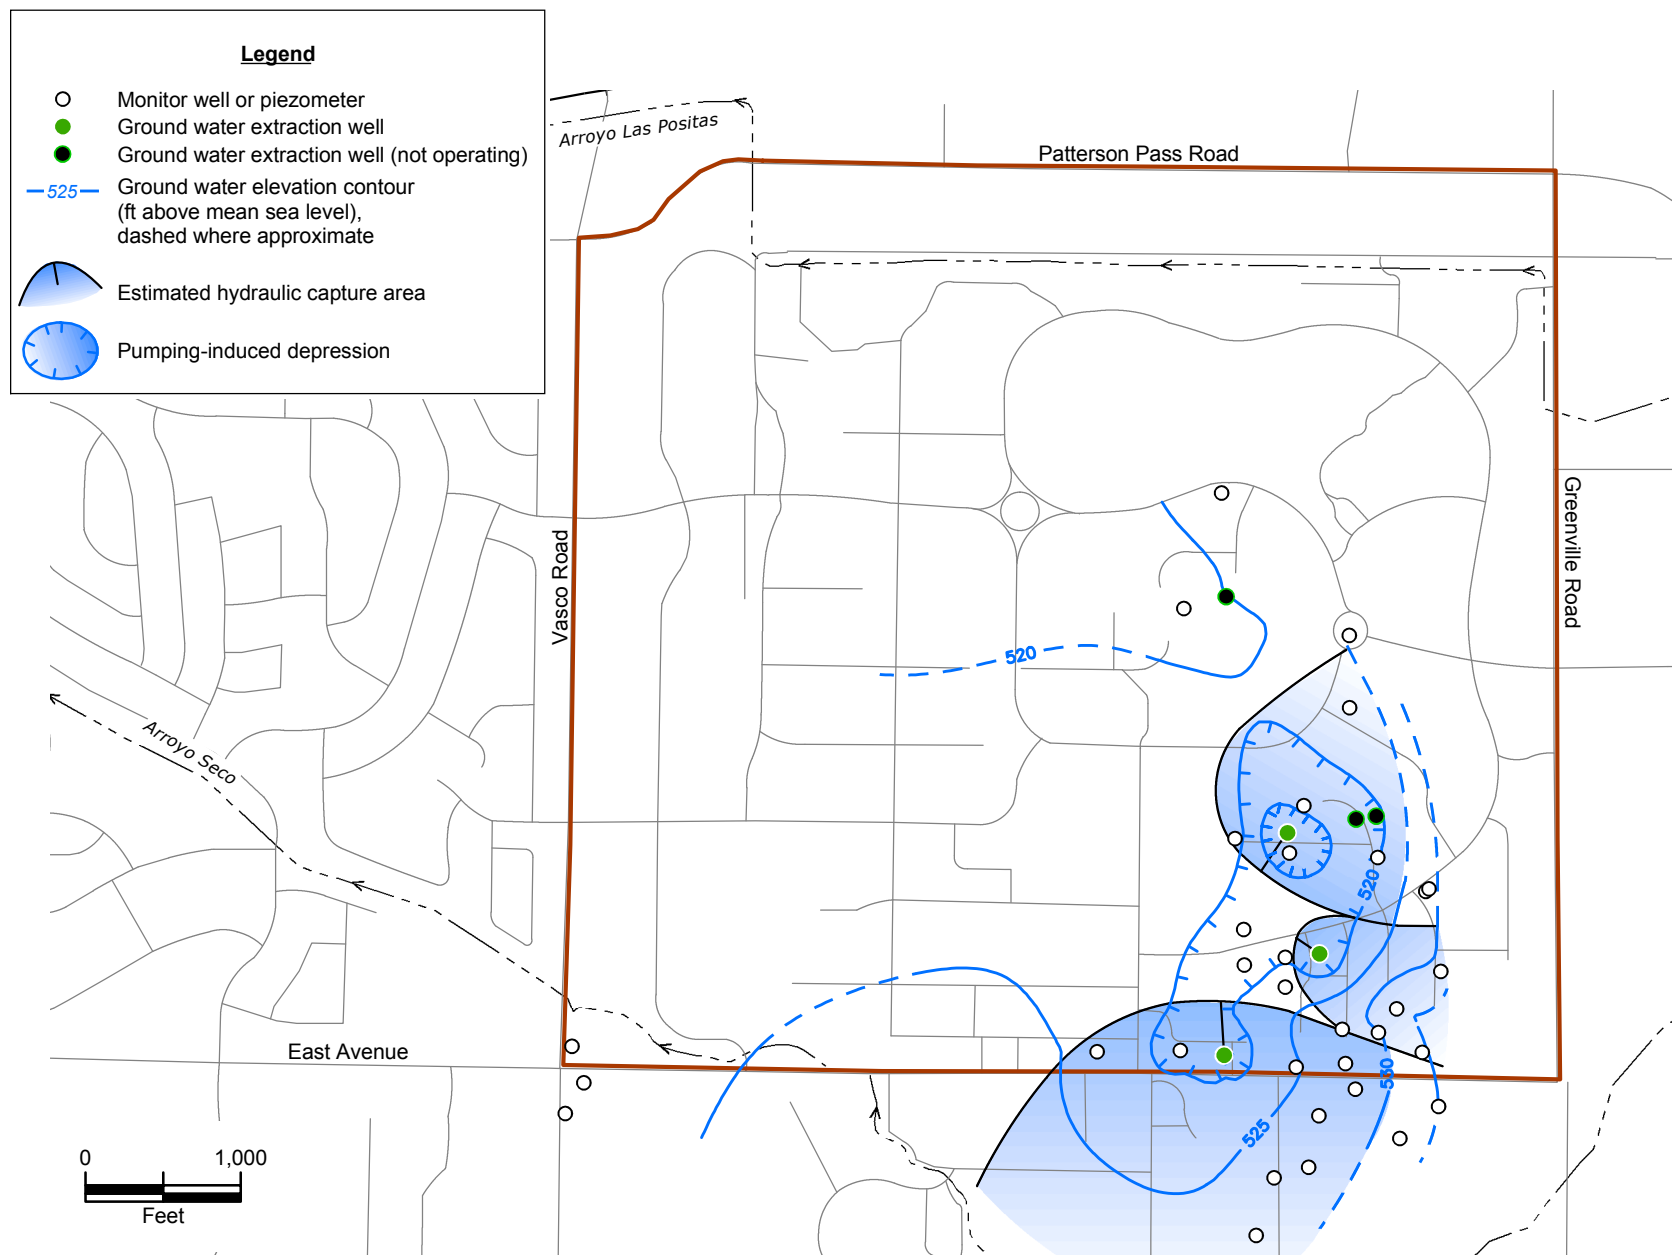 Legend
Monitor well or piezometer
Ground water extraction well
Ground water extraction well (not operating)
525
Ground water elevation contour
(ft above mean sea level),
dashed where approximate
Estimated hydraulic capture area
Pumping-induced depression
Arroyo Las Positas
Patterson Pass Road
Greenville Road
Vasco Road
520
Arroyo Seco
520
East Avenue
530
525
0 1,000
Feet